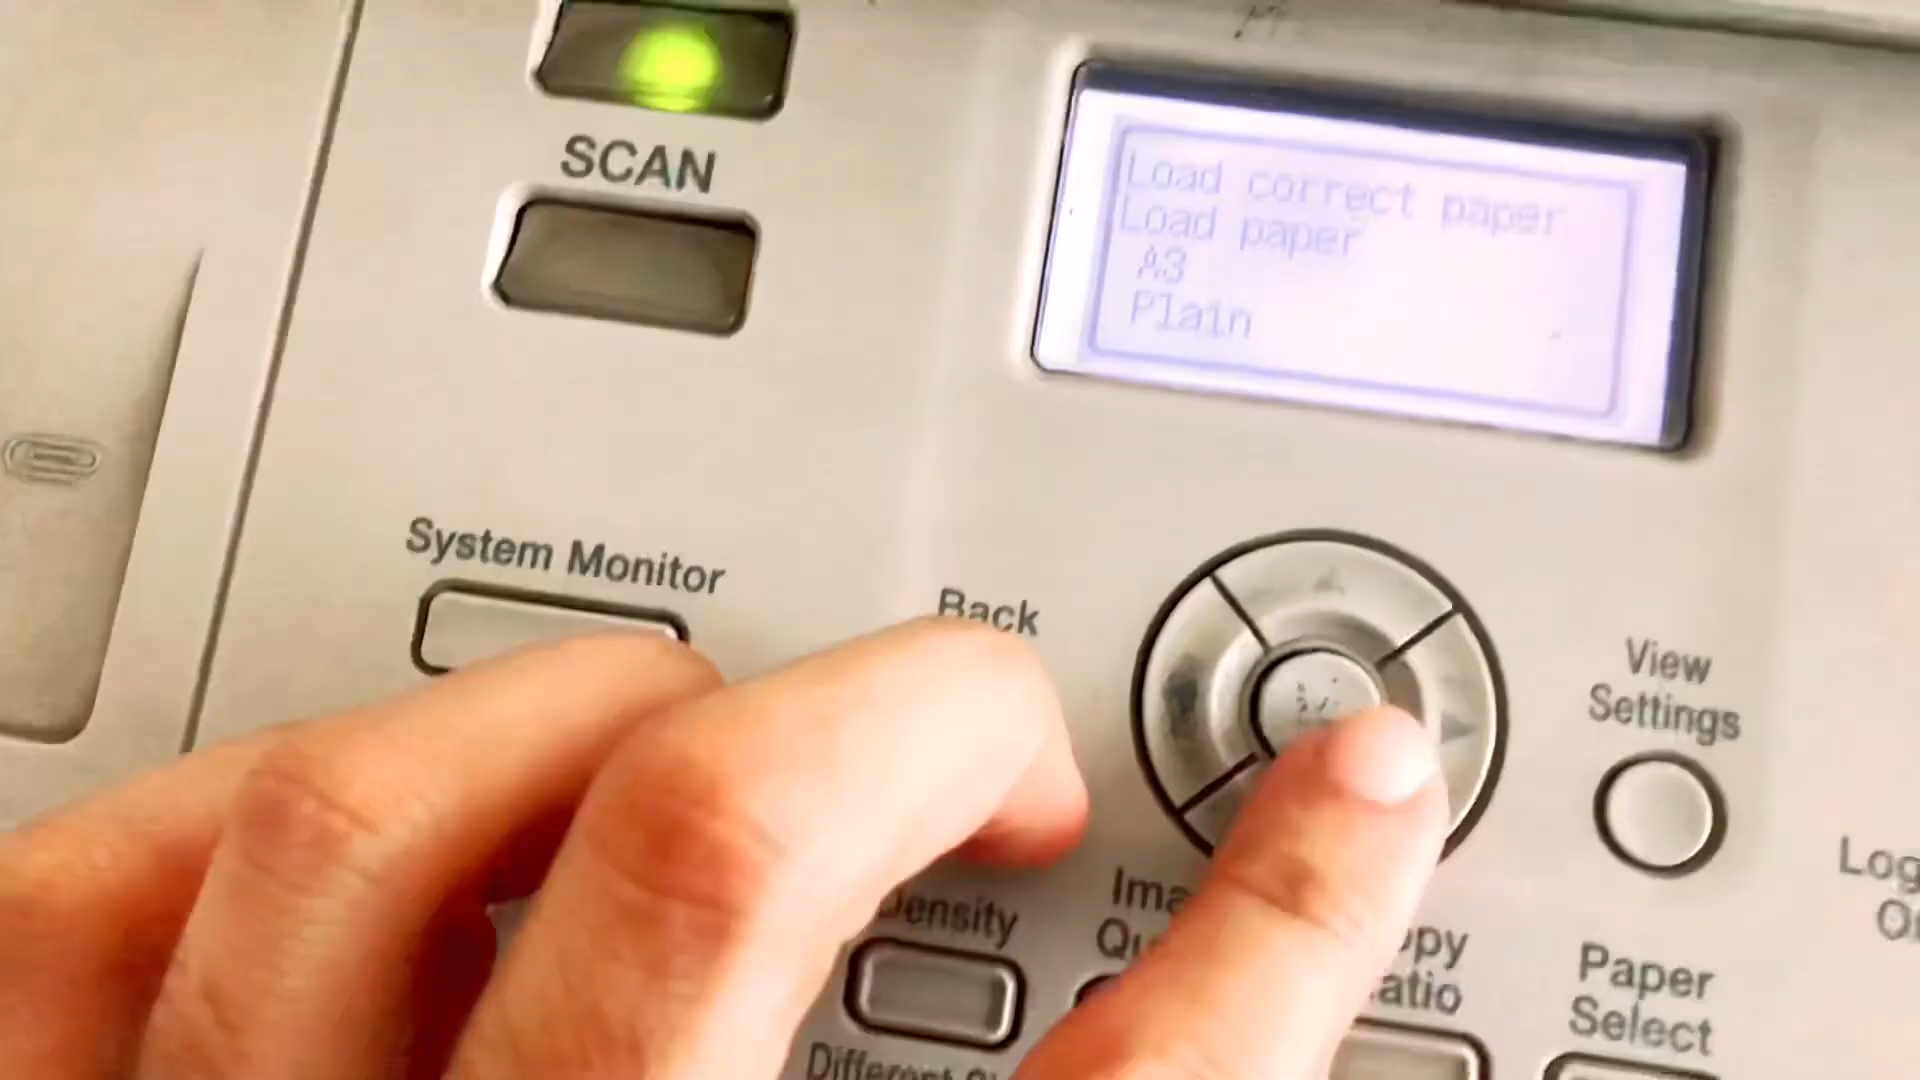 SCAN
Load correct paper
Load paper
A3
Plain
System Monitor
Back
View
Settings
Density
Paper
Select